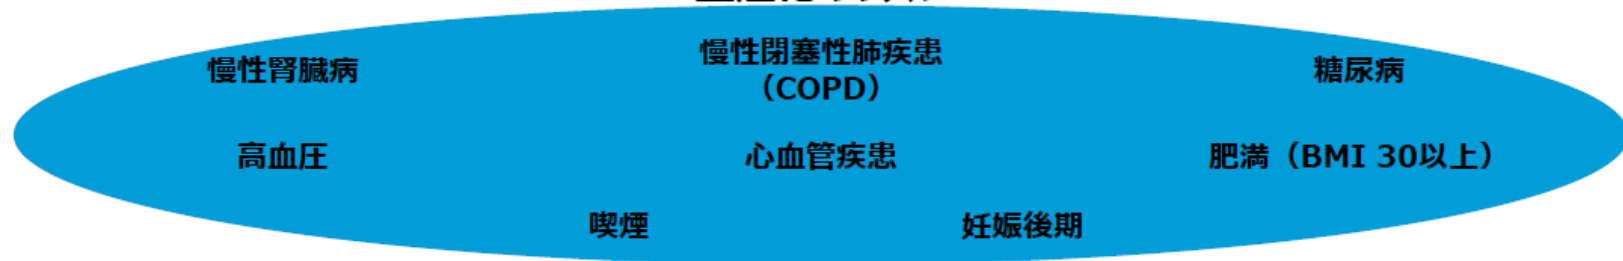 慢性腎臓病
慢性閉塞性肺疾患
（COPD）
糖尿病
高血圧
心血管疾患
肥満（BMI 30以上）
喫煙
妊娠後期